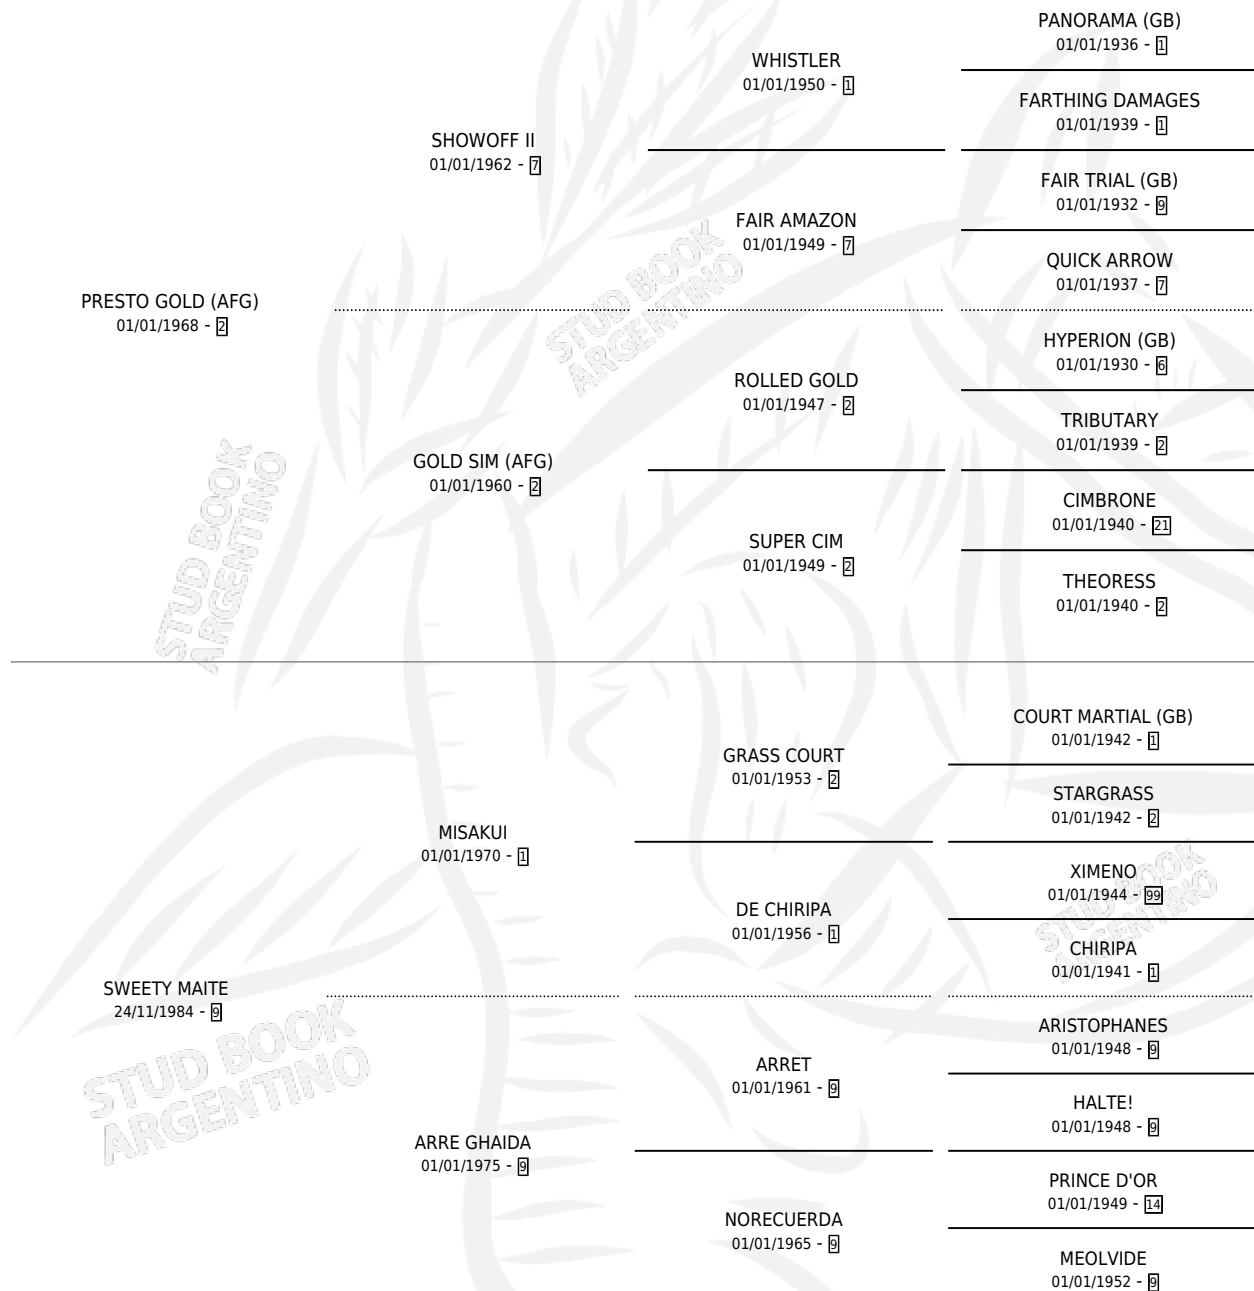 PANORAMA (GB)
01/01/1936 - 1
WHISTLER
01/01/1950 - 1
FARTHING DAMAGES
01/01/1939 - 1
SHOWOFF II
01/01/1962 - 7
FAIR TRIAL (GB)
01/01/1932 - 9
FAIR AMAZON
01/01/1949 - 7
QUICK ARROW
01/01/1937 - 7
PRESTO GOLD (AFG)
01/01/1968 - 2
HYPERION (GB)
01/01/1930 - 6
ROLLED GOLD
01/01/1947 - 2
TRIBUTARY
01/01/1939 - 2
GOLD SIM (AFG)
01/01/1960 - 2
CIMBRONE
01/01/1940 - 21
SUPER CIM
01/01/1949 - 2
THEORESS
01/01/1940 - 2
COURT MARTIAL (GB)
01/01/1942 - 1
GRASS COURT
01/01/1953 - 2
STARGRASS
01/01/1942 - 2
MISAKUI
01/01/1970 - 1
XIMENO
01/01/1944 - 99
DE CHIRIPA
01/01/1956 - 1
CHIRIPA
01/01/1941 - 1
SWEETY MAITE
24/11/1984 - 9
ARISTOPHANES
01/01/1948 - 9
ARRET
01/01/1961 - 9
HALTE!
01/01/1948 - 9
ARRE GHAIDA
01/01/1975 - 9
PRINCE D'OR
01/01/1949 - 14
NORECUERDA
01/01/1965 - 9
MEOLVIDE
01/01/1952 - 9
STUD BOOK
ARGENTINO
STUD BOOK
ARGENTINO
STUD BOOK
ARGENTINO
STUD BOOK
ARGENTINO